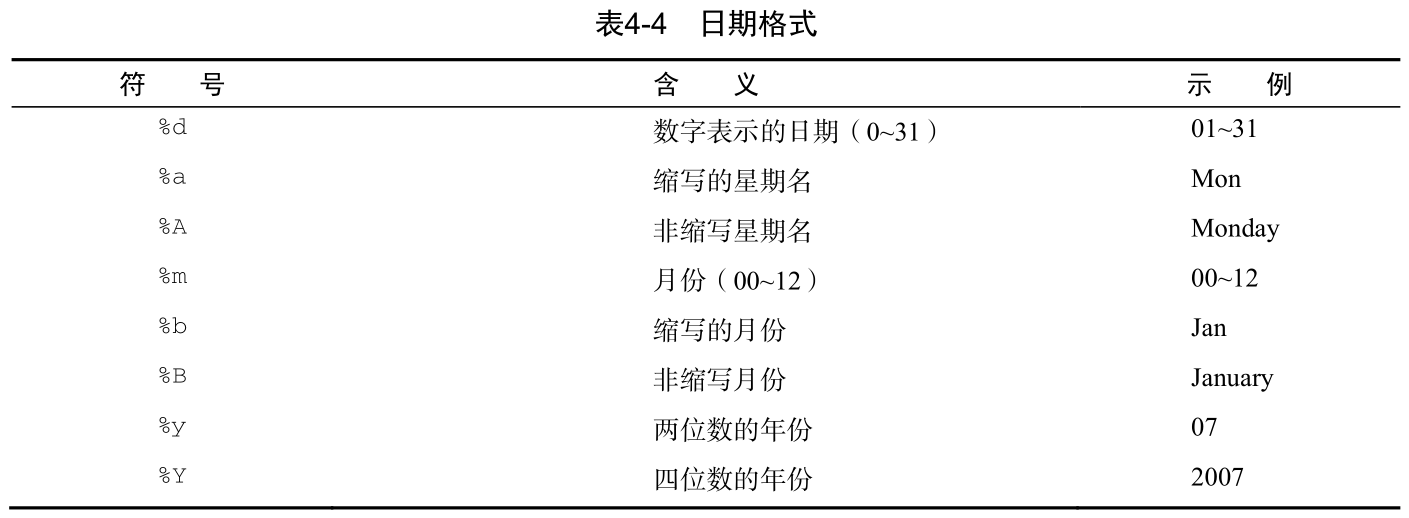 表4-4 日期格式
符 号 含 义 示 例
%d 数字表示的日期（0~31） 01~31
%a 缩写的星期名 Mon
%A 非缩写星期名 Monday
%m 月份（00~12） 00~12
%b 缩写的月份 Jan
%B 非缩写月份 January
%y 两位数的年份 07
%Y 四位数的年份 2007